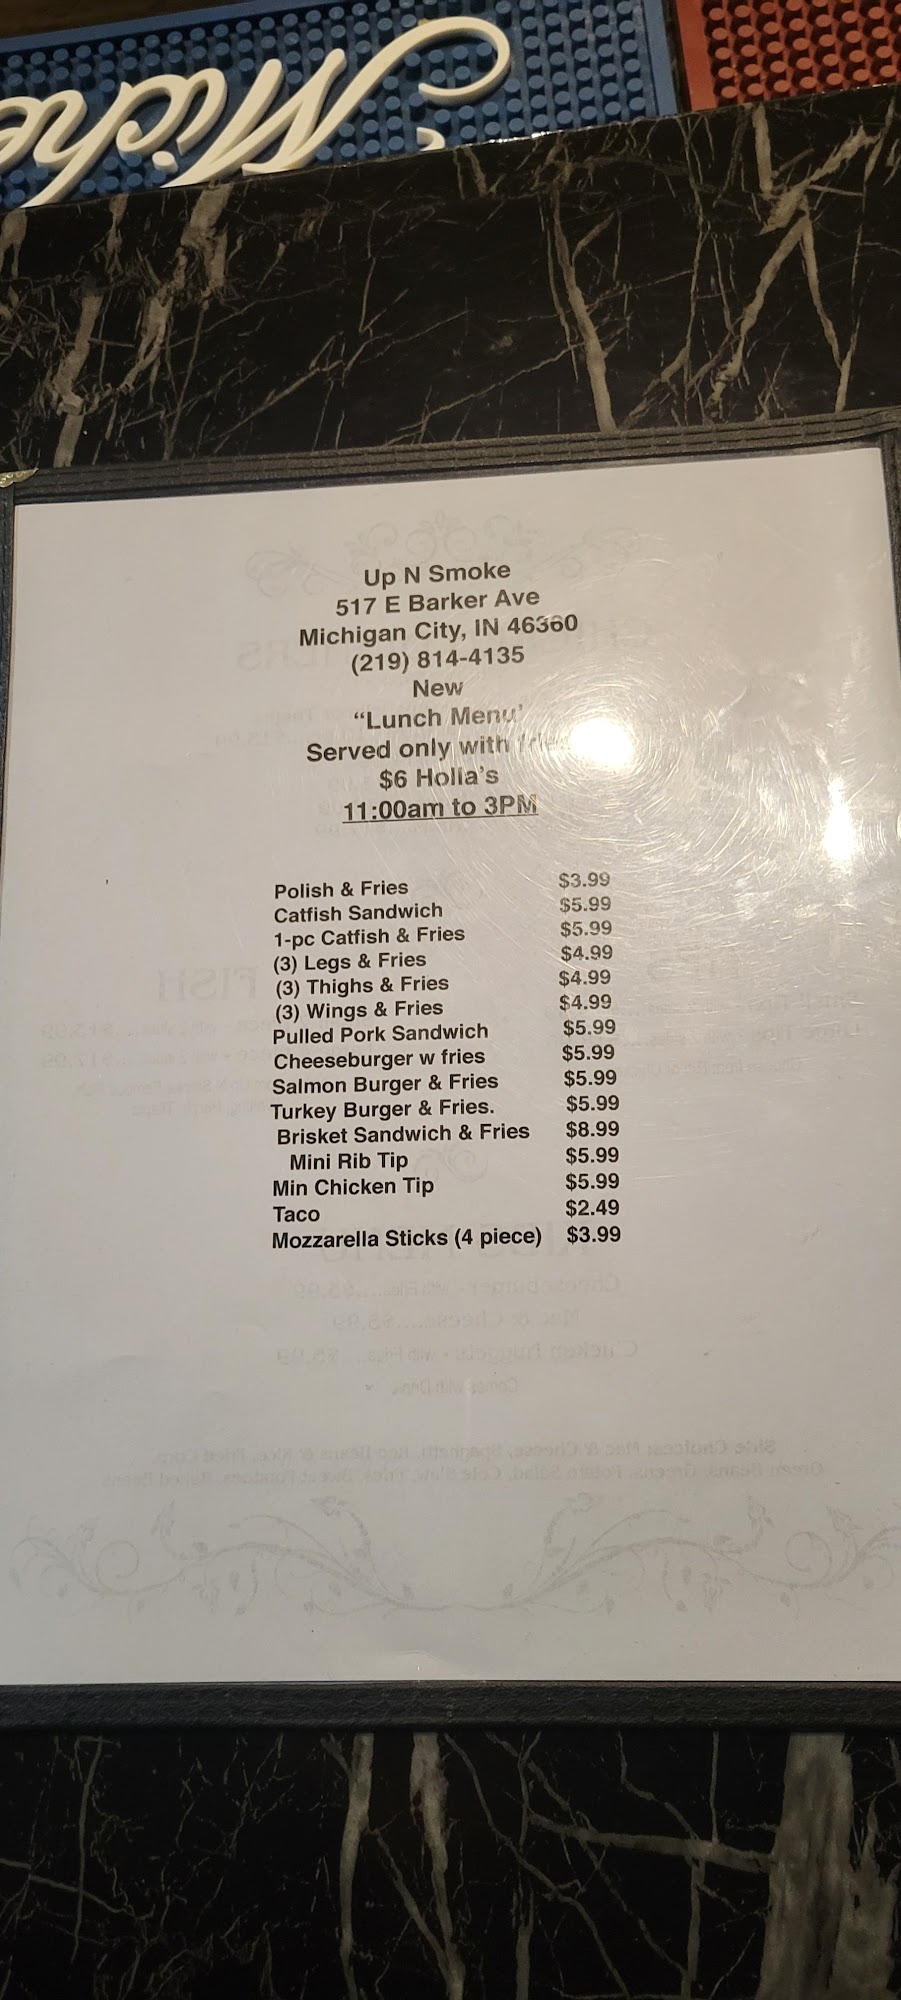 Miche
Up N Smoke
517 E Barker Ave
Michigan City, IN 46360
(219) 814-4135
New
“Lunch Menu’
Served only with fries
$6 Holla’s
11:00am to 3PM
Polish & Fries $3.99
Catfish Sandwich $5.99
1-pc Catfish & Fries $5.99
(3) Legs & Fries $4.99
(3) Thighs & Fries $4.99
(3) Wings & Fries $4.99
Pulled Pork Sandwich $5.99
Cheeseburger w fries $5.99
Salmon Burger & Fries $5.99
Turkey Burger & Fries. $5.99
Brisket Sandwich & Fries $8.99
Mini Rib Tip $5.99
Min Chicken Tip $5.99
Taco $2.49
Mozzarella Sticks (4 piece) $3.99